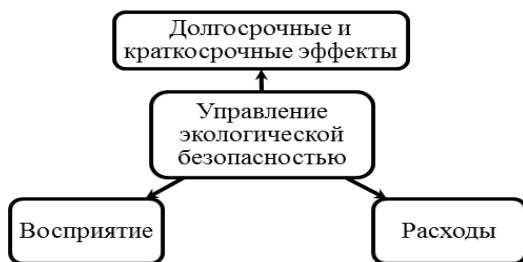 Долгосрочные и
краткосрочные эффекты
Управление
экологической
безопасностью
Восприятие
Расходы